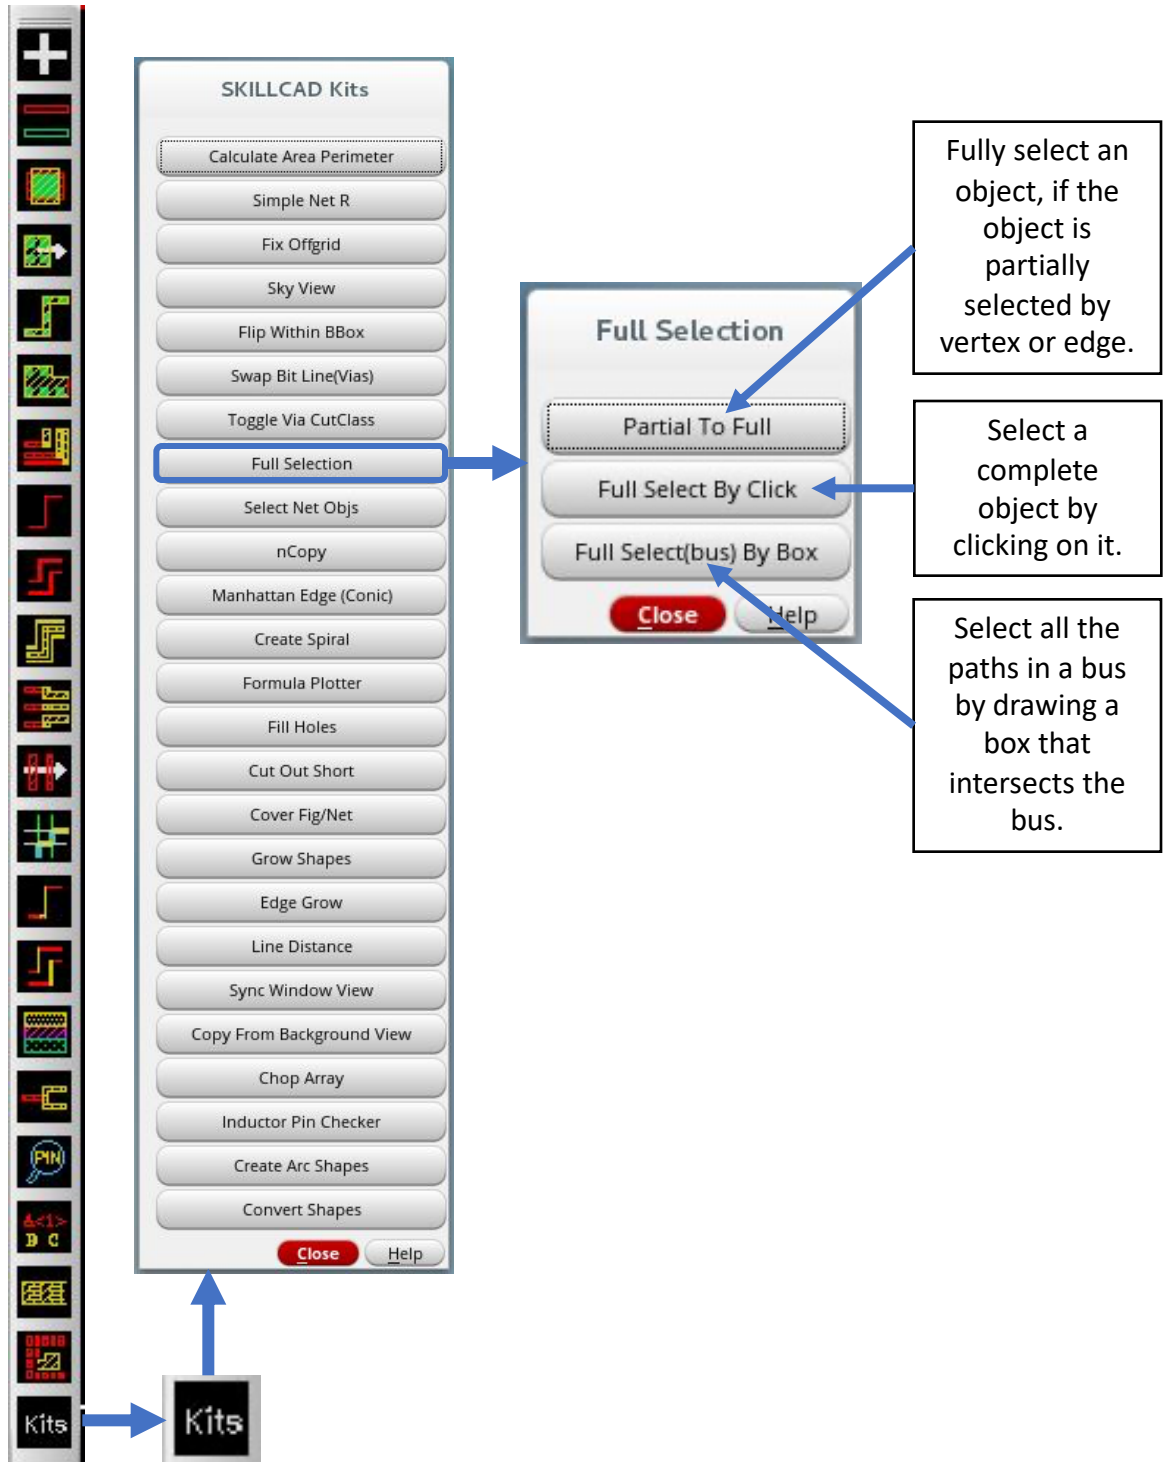 SKILLCAD Kits
Calculate Area Perimeter
Simple Net R
Fix Offgrid
Sky View
Flip Within BBox
Swap Bit Line(Vias)
Toggle Via CutClass
Full Selection
Select Net Objs
nCopy
Manhattan Edge (Conic)
Create Spiral
Formula Plotter
Fill Holes
Cut Out Short
Cover Fig/Net
Grow Shapes
Edge Grow
Line Distance
Sync Window View
Copy From Background View
Chop Array
Inductor Pin Checker
Create Arc Shapes
Convert Shapes
Close Help
Full Selection
Partial To Full
Full Select By Click
Full Select(bus) By Box
Close Help
Fully select an
object, if the
object is
partially
selected by
vertex or edge.
Select a
complete
object by
clicking on it.
Select all the
paths in a bus
by drawing a
box that
intersects the
bus.
PIN
A<1>
B C
Kits
Kits